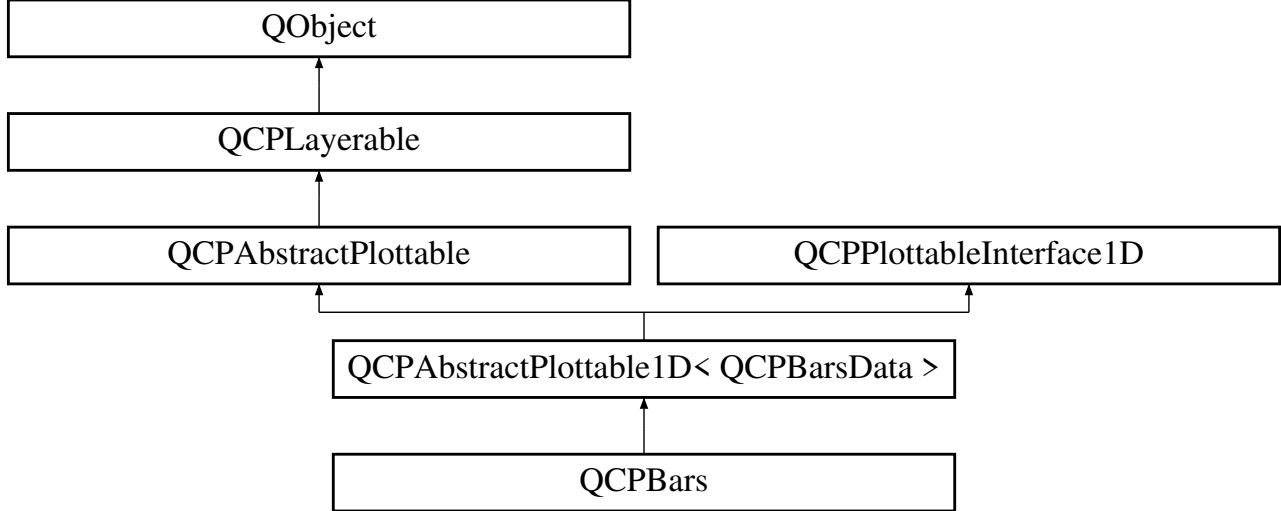 QObject
QCPLayerable
QCPAbstractPlottable
QCPPlottableInterface1D
QCPAbstractPlottable1D< QCPBarsData >
QCPBars